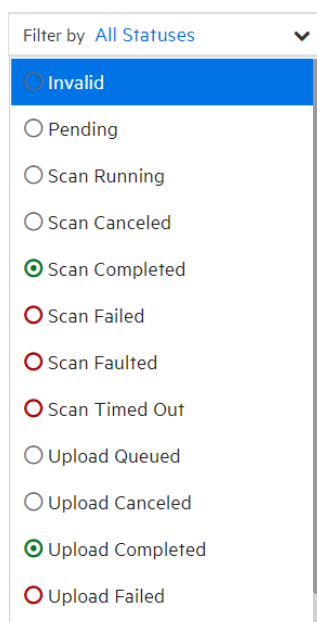 Filter by All Statuses
Invalid
Pending
Scan Running
Scan Canceled
Scan Completed
Scan Failed
Scan Faulted
Scan Timed Out
Upload Queued
Upload Canceled
Upload Completed
Upload Failed